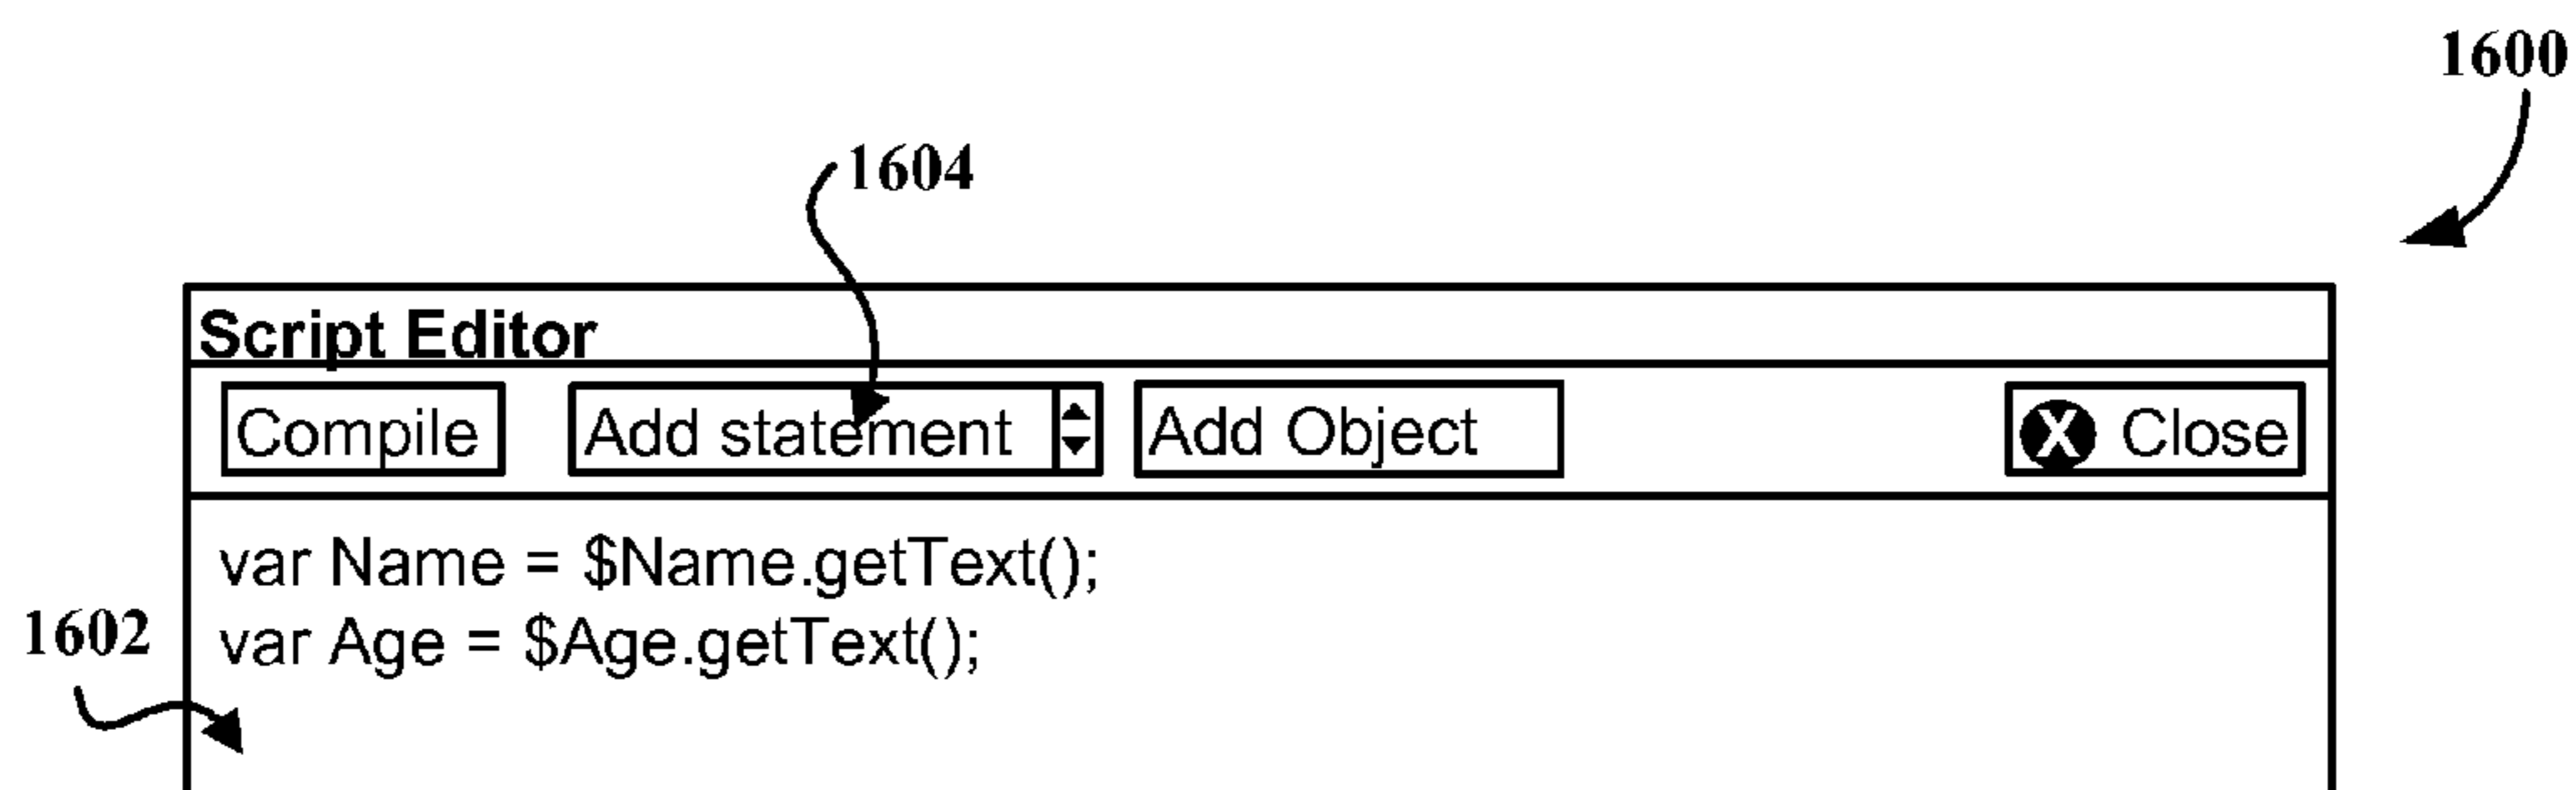 1600
1604
Script Editor
Compile Add statement Add Object X Close
var Name = $Name.getText();
var Age = $Age.getText();
1602